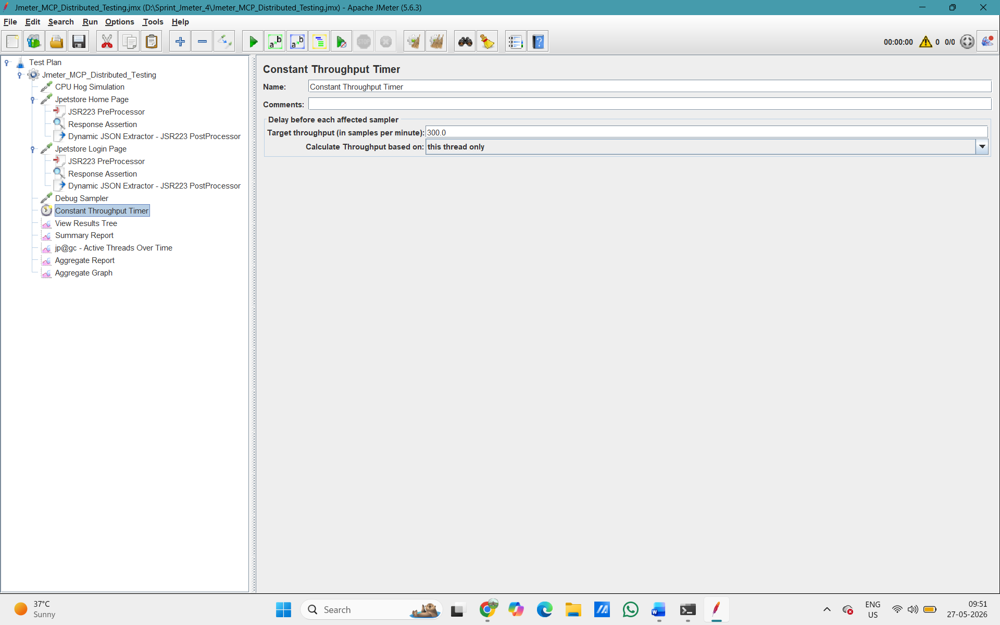 Jmeter_MCP_Distributed_Testing.jmx (D:\Sprint_Jmeter_4\Jmeter_MCP_Distributed_Testing.jmx) - Apache JMeter (5.6.3)
File Edit Search Run Options Tools Help
STOP
00:00:00 0 0/0
Test Plan
Jmeter_MCP_Distributed_Testing
CPU Hog Simulation
Jpetstore Home Page
JSR223 PreProcessor
Response Assertion
Dynamic JSON Extractor - JSR223 PostProcessor
Jpetstore Login Page
JSR223 PreProcessor
Response Assertion
Dynamic JSON Extractor - JSR223 PostProcessor
Debug Sampler
Constant Throughput Timer
View Results Tree
Summary Report
jp@gc - Active Threads Over Time
Aggregate Report
Aggregate Graph
Constant Throughput Timer
Name: Constant Throughput Timer
Comments:
Delay before each affected sampler
Target throughput (in samples per minute): 300.0
Calculate Throughput based on: this thread only
37°C
Sunny
Search
ENG
US
09:51
27-05-2026